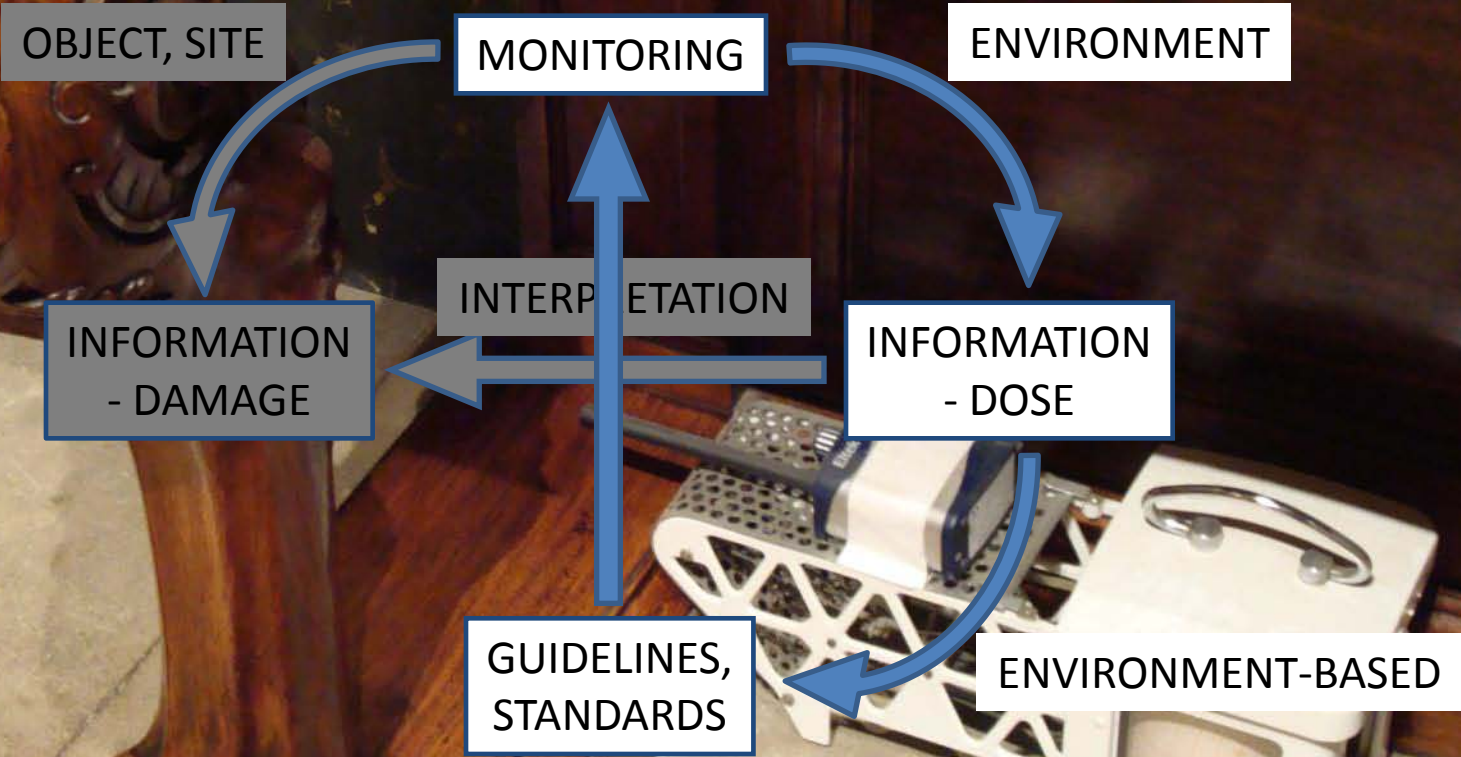 OBJECT, SITE
MONITORING
ENVIRONMENT
INTERPRETATION
INFORMATION
- DAMAGE
INFORMATION
- DOSE
GUIDELINES,
STANDARDS
ENVIRONMENT-BASED